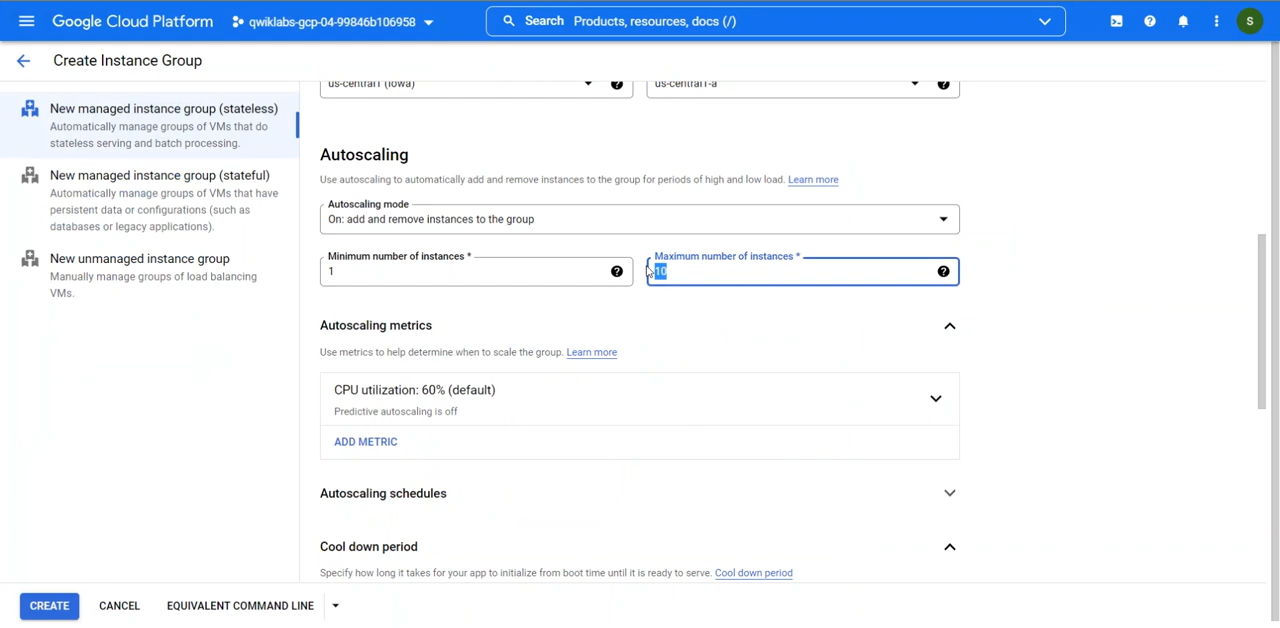 Google Cloud Platform
qwiklabs-gcp-04-99846b106958
Search Products, resources, docs (/)
S
Create Instance Group
New managed instance group (stateless)
Automatically manage groups of VMs that do
stateless serving and batch processing.
New managed instance group (stateful)
Automatically manage groups of VMs that have
persistent data or configurations (such as
databases or legacy applications).
New unmanaged instance group
Manually manage groups of load balancing
VMs.
us-central1 (Iowa)
us-central1-a
Autoscaling
Use autoscaling to automatically add and remove instances to the group for periods of high and low load. Learn more
Autoscaling mode
On: add and remove instances to the group
Minimum number of instances *
1
Maximum number of instances *
10
Autoscaling metrics
Use metrics to help determine when to scale the group. Learn more
CPU utilization: 60% (default)
Predictive autoscaling is off
ADD METRIC
Autoscaling schedules
Cool down period
Specify how long it takes for your app to initialize from boot time until it is ready to serve. Cool down period
CREATE
CANCEL
EQUIVALENT COMMAND LINE